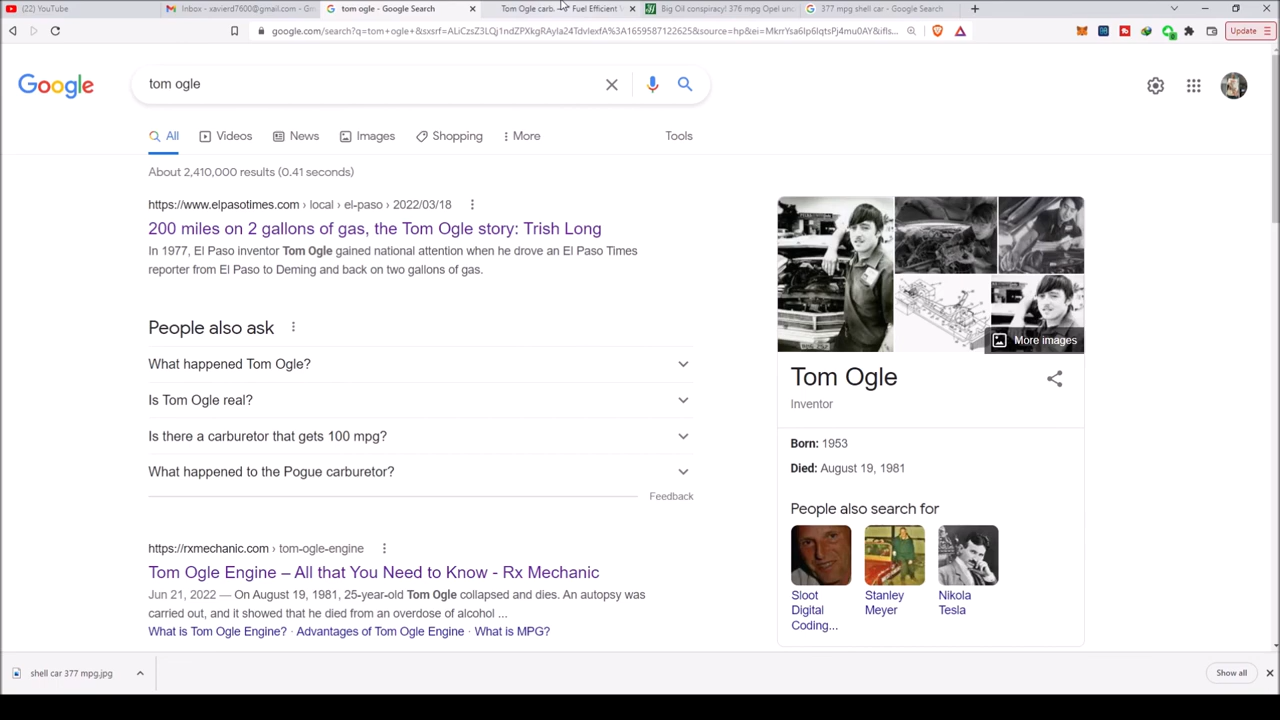 (22) YouTube
Inbox - xavierd7600@gmail.com - Gm
tom ogle - Google Search
Tom Ogle carb. — Fuel Efficient V
Big Oil conspiracy! 376 mpg Opel unc
377 mpg shell car - Google Search
Update
Google
tom ogle
All
Videos
News
Images
Shopping
More
Tools
About 2,410,000 results (0.41 seconds)
https://www.elpasotimes.com › local › el-paso › 2022/03/18
200 miles on 2 gallons of gas, the Tom Ogle story: Trish Long
In 1977, El Paso inventor Tom Ogle gained national attention when he drove an El Paso Times
reporter from El Paso to Deming and back on two gallons of gas.
People also ask
What happened Tom Ogle?
Is Tom Ogle real?
Is there a carburetor that gets 100 mpg?
What happened to the Pogue carburetor?
Feedback
https://rxmechanic.com › tom-ogle-engine
Tom Ogle Engine – All that You Need to Know - Rx Mechanic
Jun 21, 2022 — On August 19, 1981, 25-year-old Tom Ogle collapsed and dies. An autopsy was
carried out, and it showed that he died from an overdose of alcohol ...
What is Tom Ogle Engine? · Advantages of Tom Ogle Engine · What is MPG?
More images
Tom Ogle
Inventor
Born: 1953
Died: August 19, 1981
People also search for
Sloot
Digital
Coding...
Stanley
Meyer
Nikola
Tesla
shell car 377 mpg.jpg
Show all